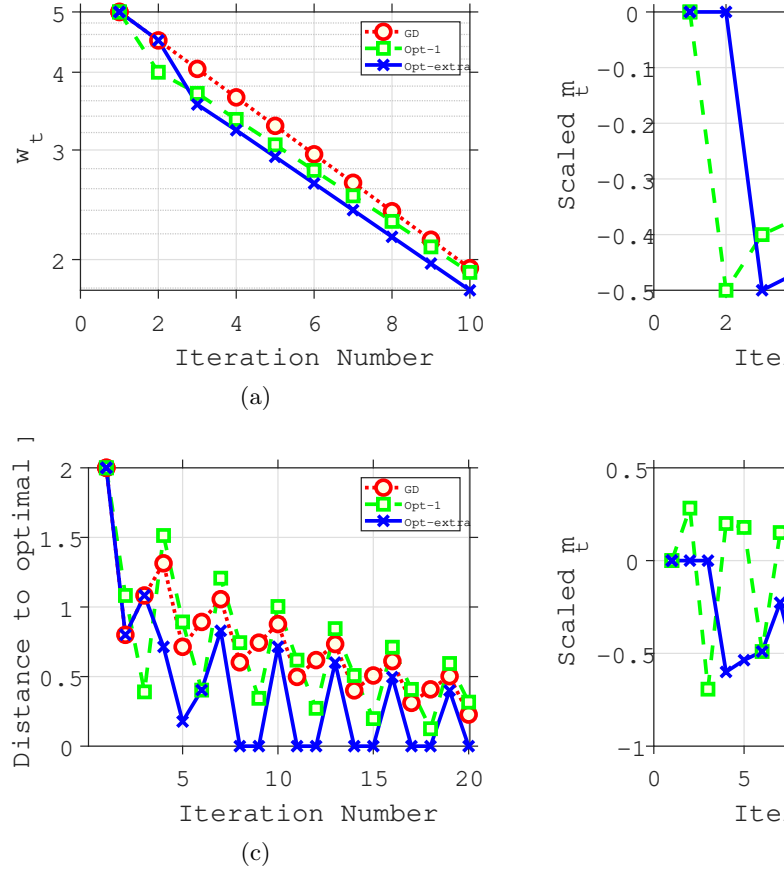 5
4
3
2
w_t
GD
Opt-1
Opt-extra
0 2 4 6 8 10
Iteration Number
(a)
0
-0.1
-0.2
-0.3
-0.4
-0.5
Scaled m_t
0 2
Ite
2
1.5
1
0.5
0
Distance to optimal ]
GD
Opt-1
Opt-extra
5 10 15 20
Iteration Number
(c)
0.5
0
-0.5
-1
Scaled m_t
0 5
Ite